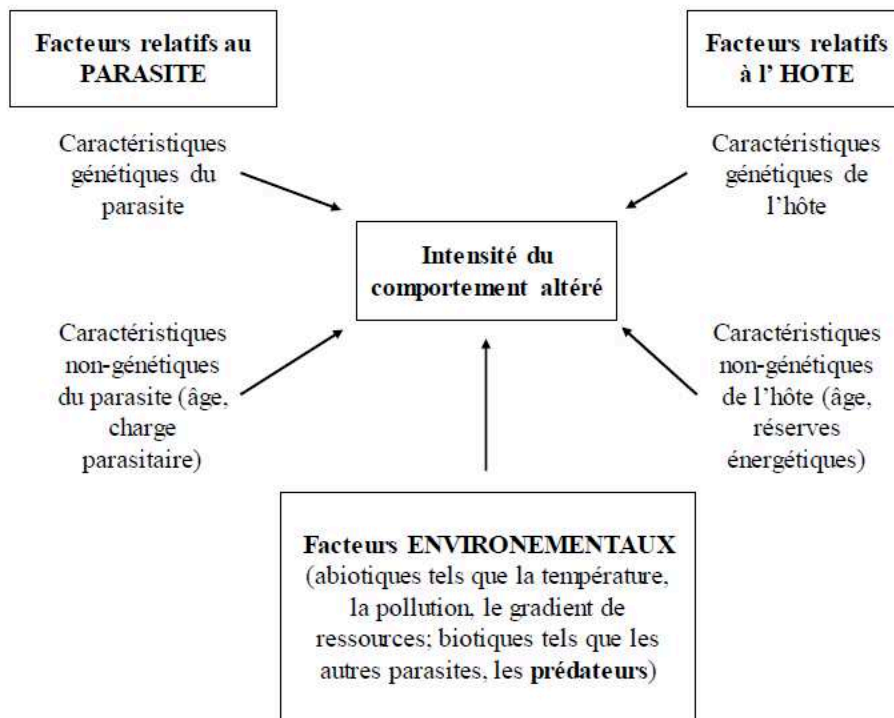 Facteurs relatifs au
PARASITE
Facteurs relatifs
à l' HOTE
Caractéristiques
génétiques du
parasite
Caractéristiques
génétiques de
l'hôte
Intensité du
comportement altéré
Caractéristiques
non-génétiques
du parasite (âge,
charge
parasitaire)
Caractéristiques
non-génétiques
de l'hôte (âge,
réserves
énergétiques)
Facteurs ENVIRONEMENTAUX
(abiotiques tels que la température,
la pollution, le gradient de
ressources; biotiques tels que les
autres parasites, les prédateurs)